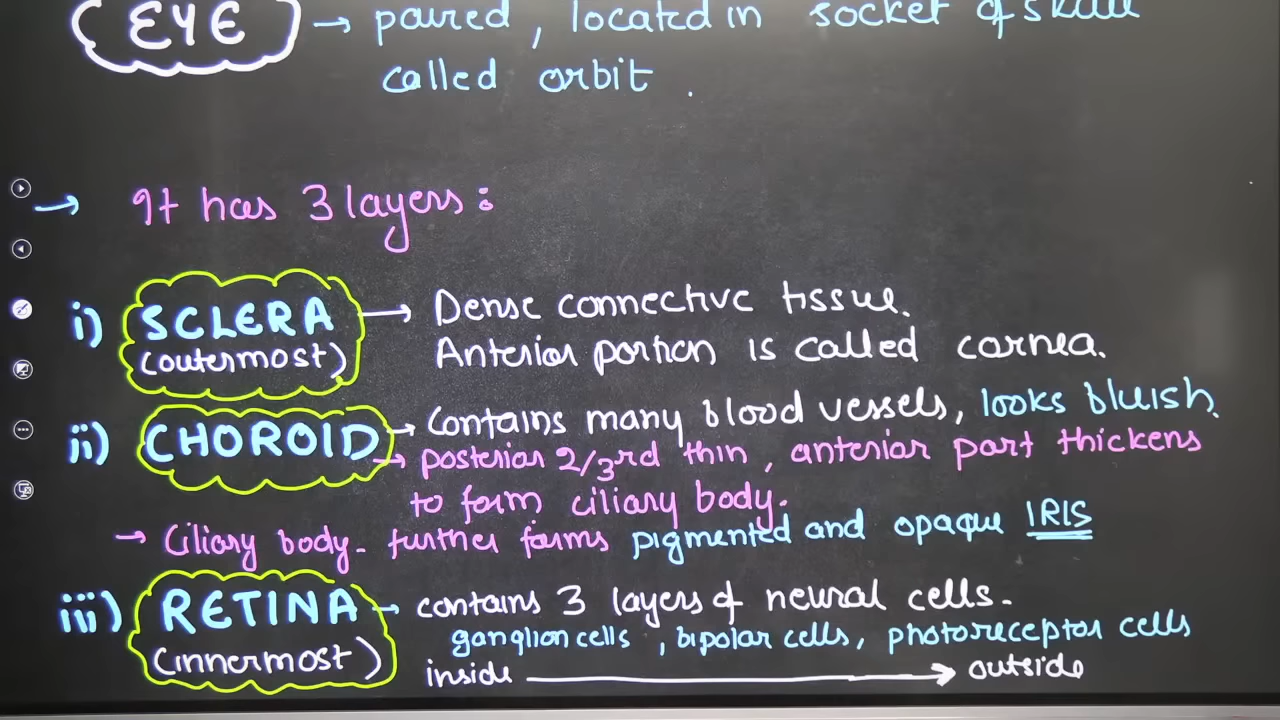 EYE → paired, located in socket of skull
called orbit.
→ It has 3 layers:
i) SCLERA → Dense connective tissue.
(outermost) Anterior portion is called cornea.
ii) CHOROID → Contains many blood vessels, looks bluish.
→ posterior 2/3rd thin, anterior part thickens
to form ciliary body.
→ Ciliary body - further forms pigmented and opaque IRIS
iii) RETINA → contains 3 layers of neural cells.
(innermost) ganglion cells, bipolar cells, photoreceptor cells
inside → outside